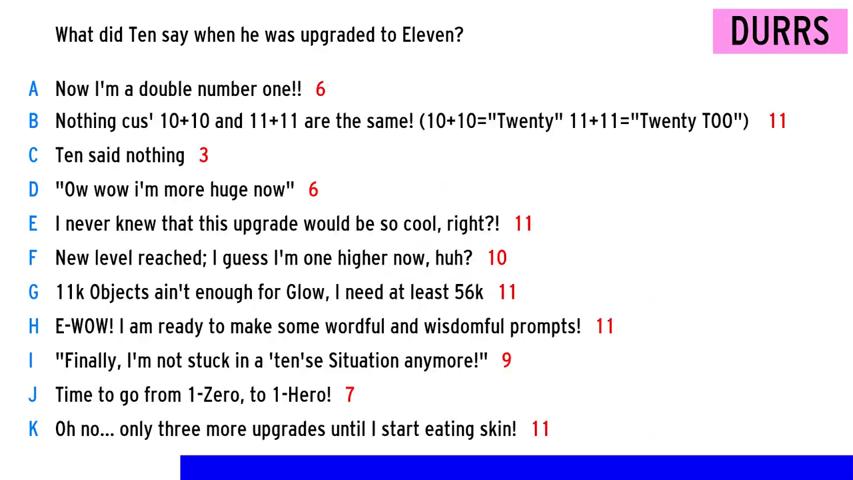 What did Ten say when he was upgraded to Eleven?
DURRS
A Now I'm a double number one!! 6
B Nothing cus' 10+10 and 11+11 are the same! (10+10="Twenty" 11+11="Twenty TOO") 11
C Ten said nothing 3
D "Ow wow i'm more huge now" 6
E I never knew that this upgrade would be so cool, right?! 11
F New level reached; I guess I'm one higher now, huh? 10
G 11k Objects ain't enough for Glow, I need at least 56k 11
H E-WOW! I am ready to make some wordful and wisdomful prompts! 11
I "Finally, I'm not stuck in a 'ten'se Situation anymore!" 9
J Time to go from 1-Zero, to 1-Hero! 7
K Oh no... only three more upgrades until I start eating skin! 11